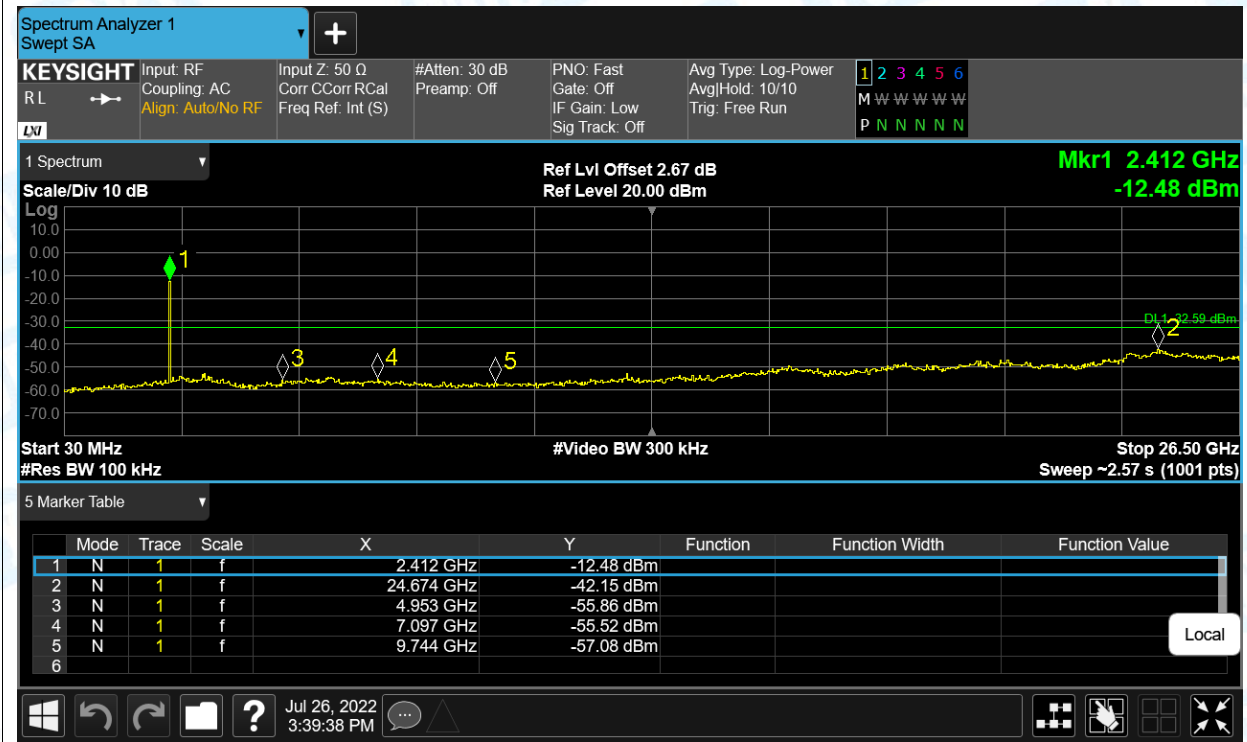 Spectrum Analyzer 1
Swept SA
KEYSIGHT
R L
LXI
Input: RF
Coupling: AC
Align: Auto/No RF
Input Z: 50 Ω
Corr CCorr RCal
Freq Ref: Int (S)
#Atten: 30 dB
Preamp: Off
PNO: Fast
Gate: Off
IF Gain: Low
Sig Track: Off
Avg Type: Log-Power
Avg|Hold: 10/10
Trig: Free Run
1 2 3 4 5 6
M W W W W W
P N N N N N
1 Spectrum
Scale/Div 10 dB
Ref Lvl Offset 2.67 dB
Ref Level 20.00 dBm
Mkr1 2.412 GHz
-12.48 dBm
Log
10.0
0.00
-10.0
-20.0
-30.0
-40.0
-50.0
-60.0
-70.0
1
DL1 -32.59 dBm
2
3
4
5
Start 30 MHz
#Video BW 300 kHz
Stop 26.50 GHz
#Res BW 100 kHz
Sweep ~2.57 s (1001 pts)
5 Marker Table
Mode Trace Scale X Y Function Function Width Function Value
1 N 1 f 2.412 GHz -12.48 dBm
2 N 1 f 24.674 GHz -42.15 dBm
3 N 1 f 4.953 GHz -55.86 dBm
4 N 1 f 7.097 GHz -55.52 dBm
5 N 1 f 9.744 GHz -57.08 dBm
6
Local
?
Jul 26, 2022
3:39:38 PM